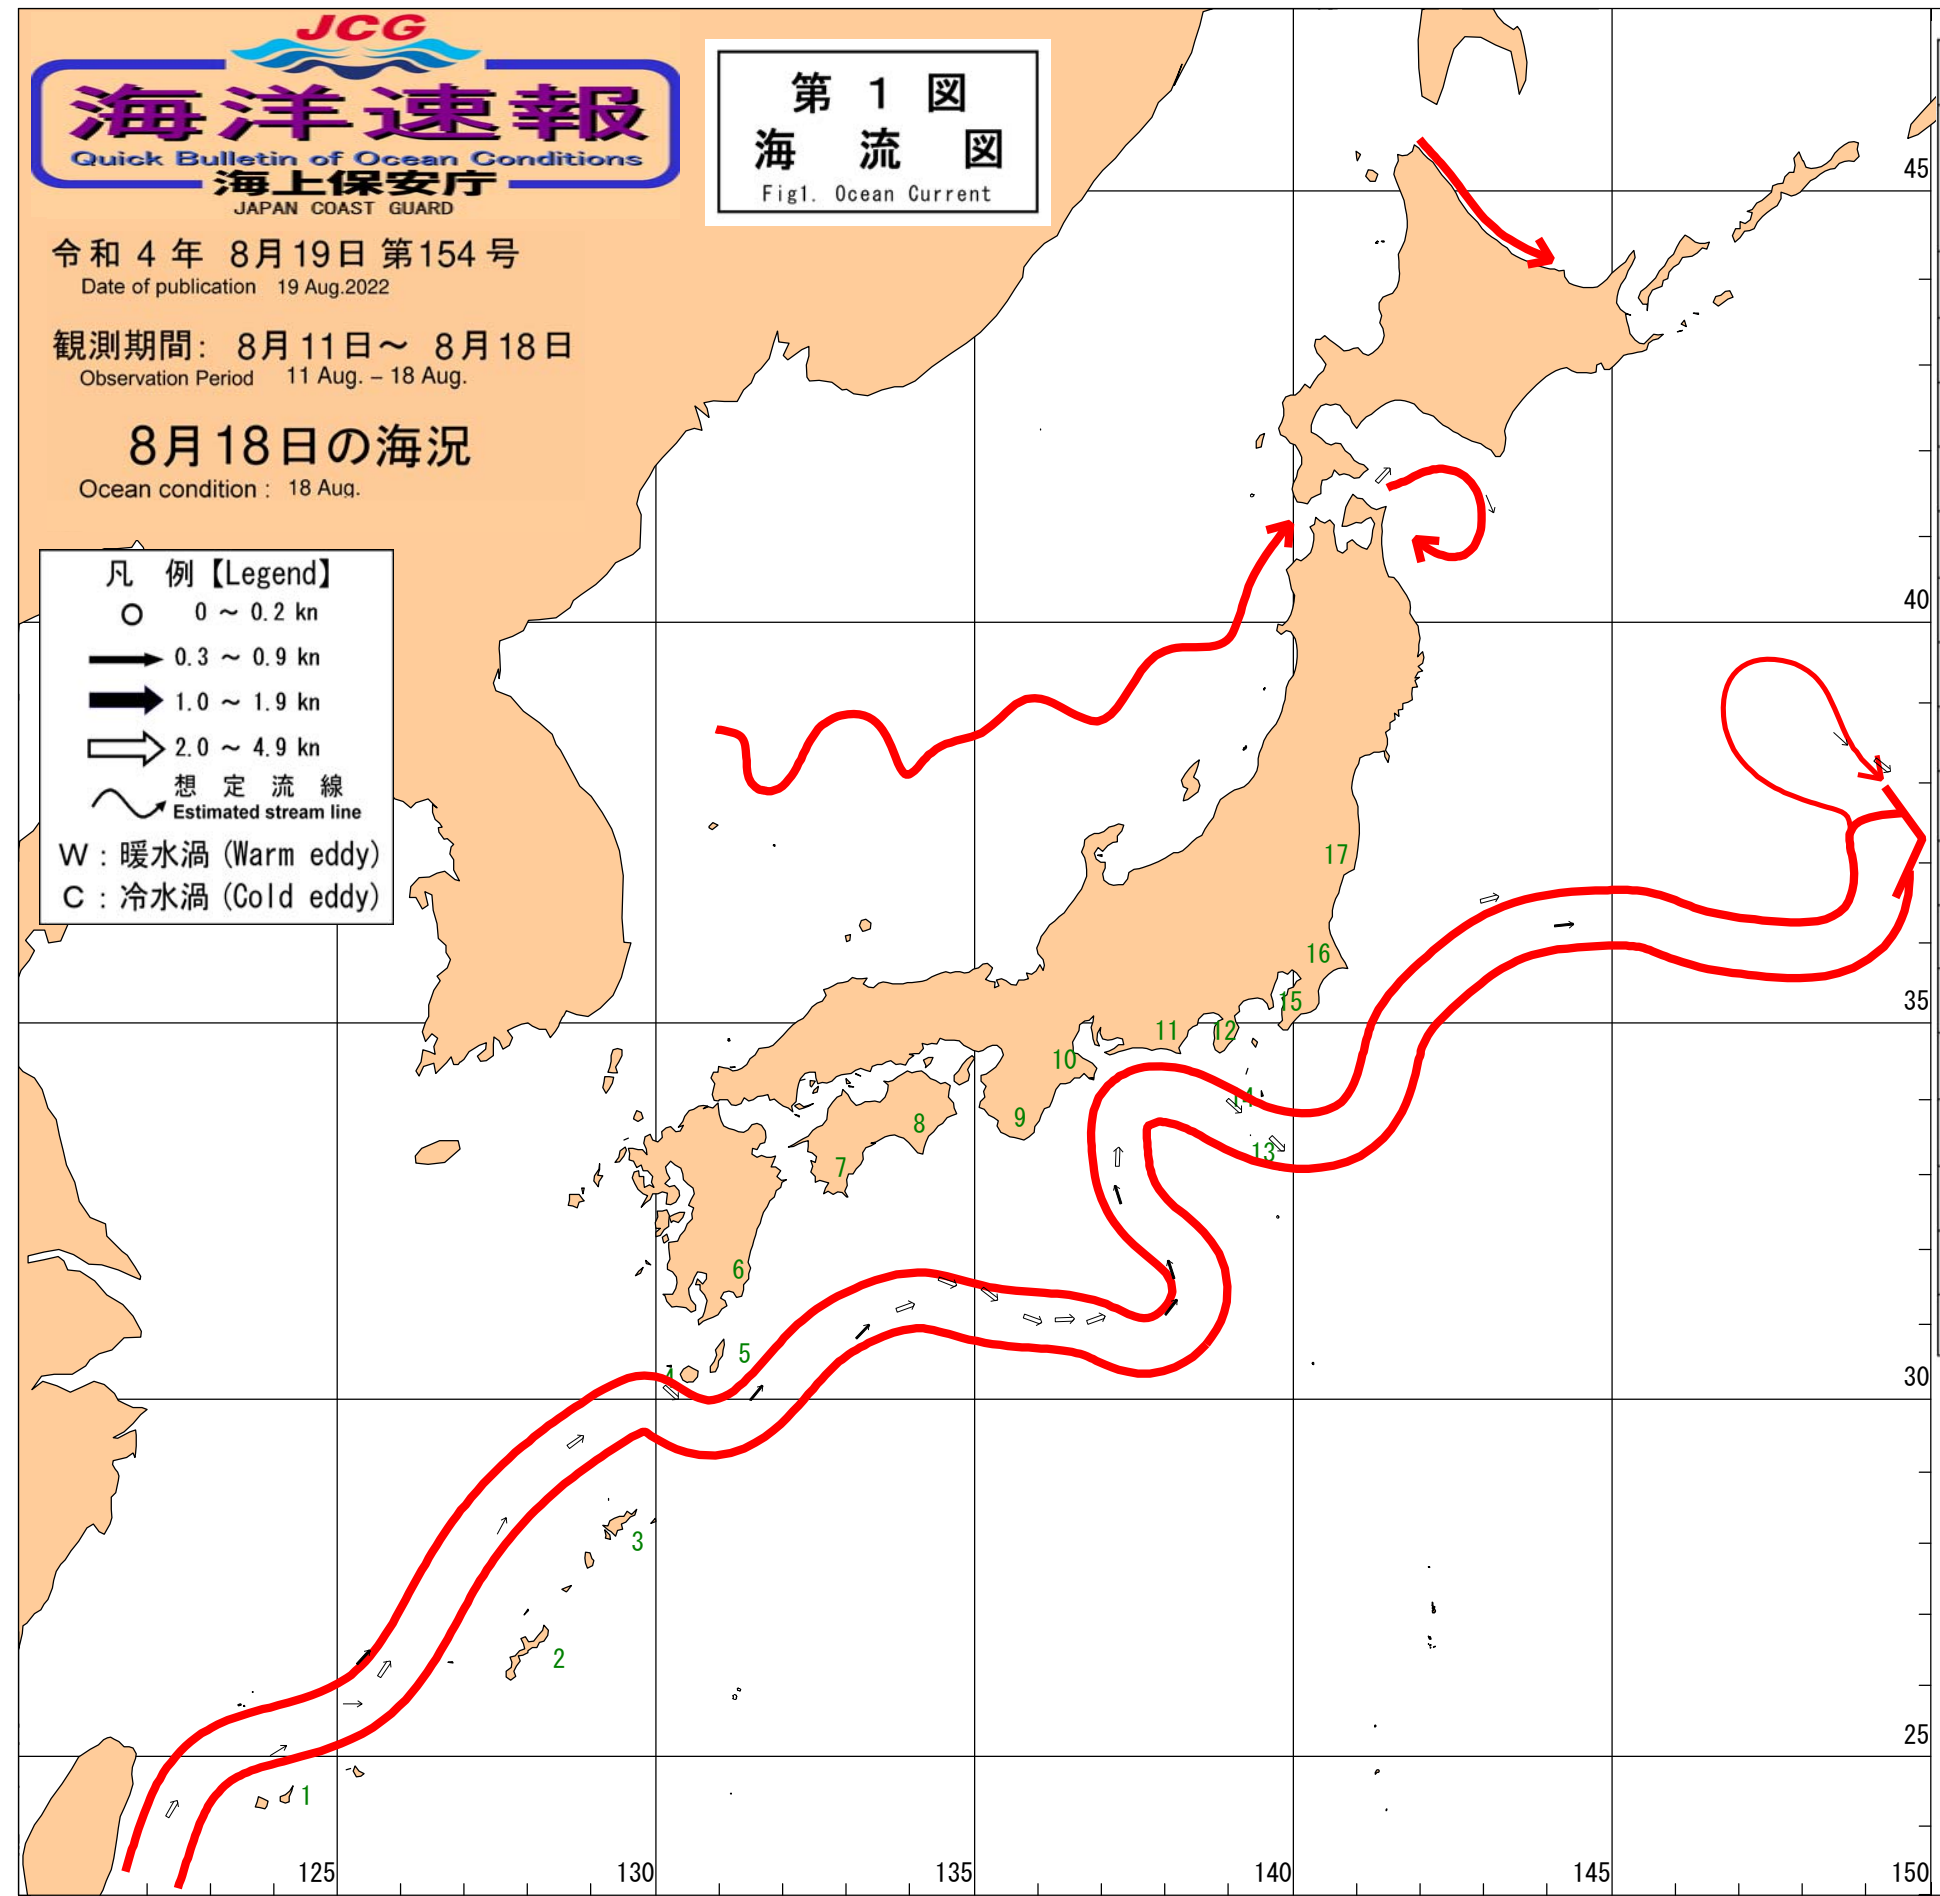 JCG
海洋速報
Quick Bulletin of Ocean Conditions
海上保安庁
JAPAN COAST GUARD
第 1 図
海 流 図
Fig1. Ocean Current
令和 4 年 8月19日 第154 号
Date of publication 19 Aug.2022
観測期間: 8月11日～ 8月18日
Observation Period 11 Aug. – 18 Aug.
8月18日の海況
Ocean condition : 18 Aug.
凡 例【Legend】
0 ～ 0.2 kn
0.3 ～ 0.9 kn
1.0 ～ 1.9 kn
2.0 ～ 4.9 kn
想 定 流 線
Estimated stream line
W : 暖水渦 (Warm eddy)
C : 冷水渦 (Cold eddy)
45
40
17
16
35
15
12
11
10
14
9
8
13
7
6
5
4
30
3
2
25
1
125
130
135
140
145
150